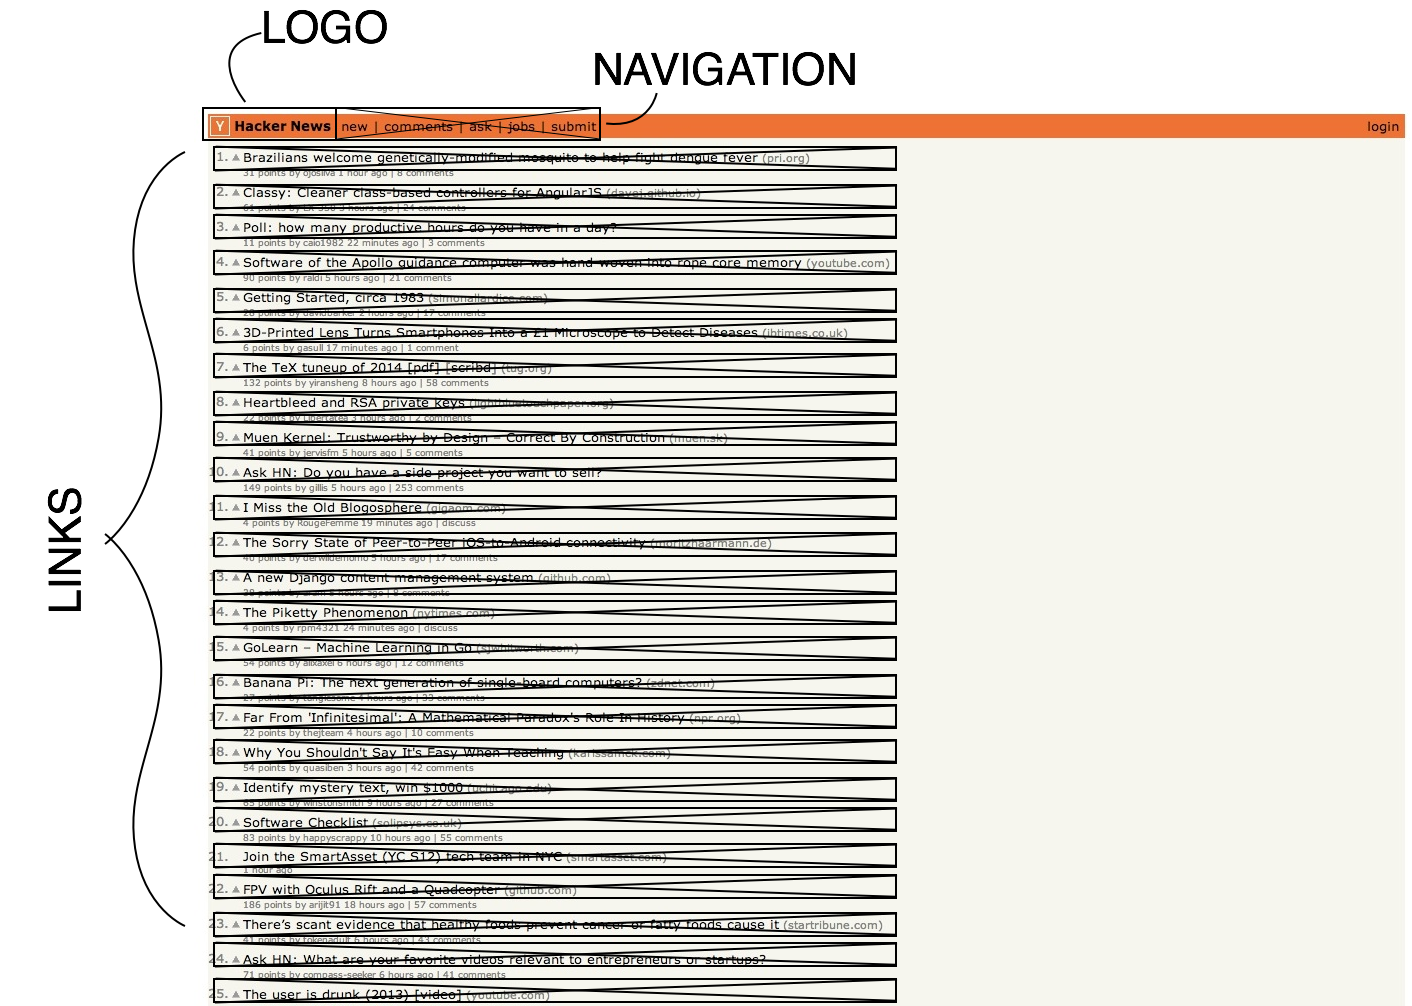 LOGO
NAVIGATION
Y Hacker News new | comments | ask | jobs | submit login
LINKS
1. Brazilians welcome genetically-modified mosquito to help fight dengue fever (pri.org)
31 points by ojosilva 1 hour ago | 8 comments
2. Classy: Cleaner class-based controllers for AngularJS (davej.github.io)
61 points by 3 hours ago | 24 comments
3. Poll: how many productive hours do you have in a day?
11 points by caio1982 22 minutes ago | 3 comments
4. Software of the Apollo guidance computer was hand-woven into rope core memory (youtube.com)
90 points by raldi 5 hours ago | 21 comments
5. Getting Started, circa 1983 (simonallardice.com)
28 points by davidbarker 2 hours ago | 17 comments
6. 3D-Printed Lens Turns Smartphones Into a £1 Microscope to Detect Diseases (ibtimes.co.uk)
6 points by gasull 17 minutes ago | 1 comment
7. The TeX tuneup of 2014 [pdf] [scribd] (tug.org)
132 points by yiransheng 8 hours ago | 58 comments
8. Heartbleed and RSA private keys (lightbluetouchpaper.org)
22 points by Libertatea 3 hours ago | 2 comments
9. Muen Kernel: Trustworthy by Design – Correct By Construction (muen.sk)
41 points by jervisfm 5 hours ago | 5 comments
10. Ask HN: Do you have a side project you want to sell?
149 points by gillis 5 hours ago | 253 comments
11. I Miss the Old Blogosphere (gigaom.com)
4 points by RougeFemme 19 minutes ago | discuss
12. The Sorry State of Peer-to-Peer iOS-to-Android connectivity (moritzhaarmann.de)
40 points by derwildemomo 5 hours ago | 17 comments
13. A new Django content management system (github.com)
38 points by 5 hours ago | 8 comments
14. The Piketty Phenomenon (nytimes.com)
4 points by rpm4321 24 minutes ago | discuss
15. GoLearn – Machine Learning in Go (sjwhitworth.com)
54 points by alixaxel 6 hours ago | 12 comments
16. Banana Pi: The next generation of single-board computers? (zdnet.com)
27 points by tanglesome 4 hours ago | 33 comments
17. Far From 'Infinitesimal': A Mathematical Paradox's Role In History (npr.org)
22 points by thejteam 4 hours ago | 10 comments
18. Why You Shouldn't Say It's Easy When Teaching (karissamck.com)
54 points by quasiben 3 hours ago | 42 comments
19. Identify mystery text, win $1000 (uchicago.edu)
85 points by winstonsmith 9 hours ago | 27 comments
20. Software Checklist (solipsys.co.uk)
83 points by happyscrappy 10 hours ago | 55 comments
21. Join the SmartAsset (YC S12) tech team in NYC (smartasset.com)
1 hour ago
22. FPV with Oculus Rift and a Quadcopter (github.com)
186 points by arijit91 18 hours ago | 57 comments
23. There's scant evidence that healthy foods prevent cancer or fatty foods cause it (startribune.com)
41 points by tokenadult 6 hours ago | 43 comments
24. Ask HN: What are your favorite videos relevant to entrepreneurs or startups?
71 points by compass-seeker 6 hours ago | 41 comments
25. The user is drunk (2013) [video] (youtube.com)